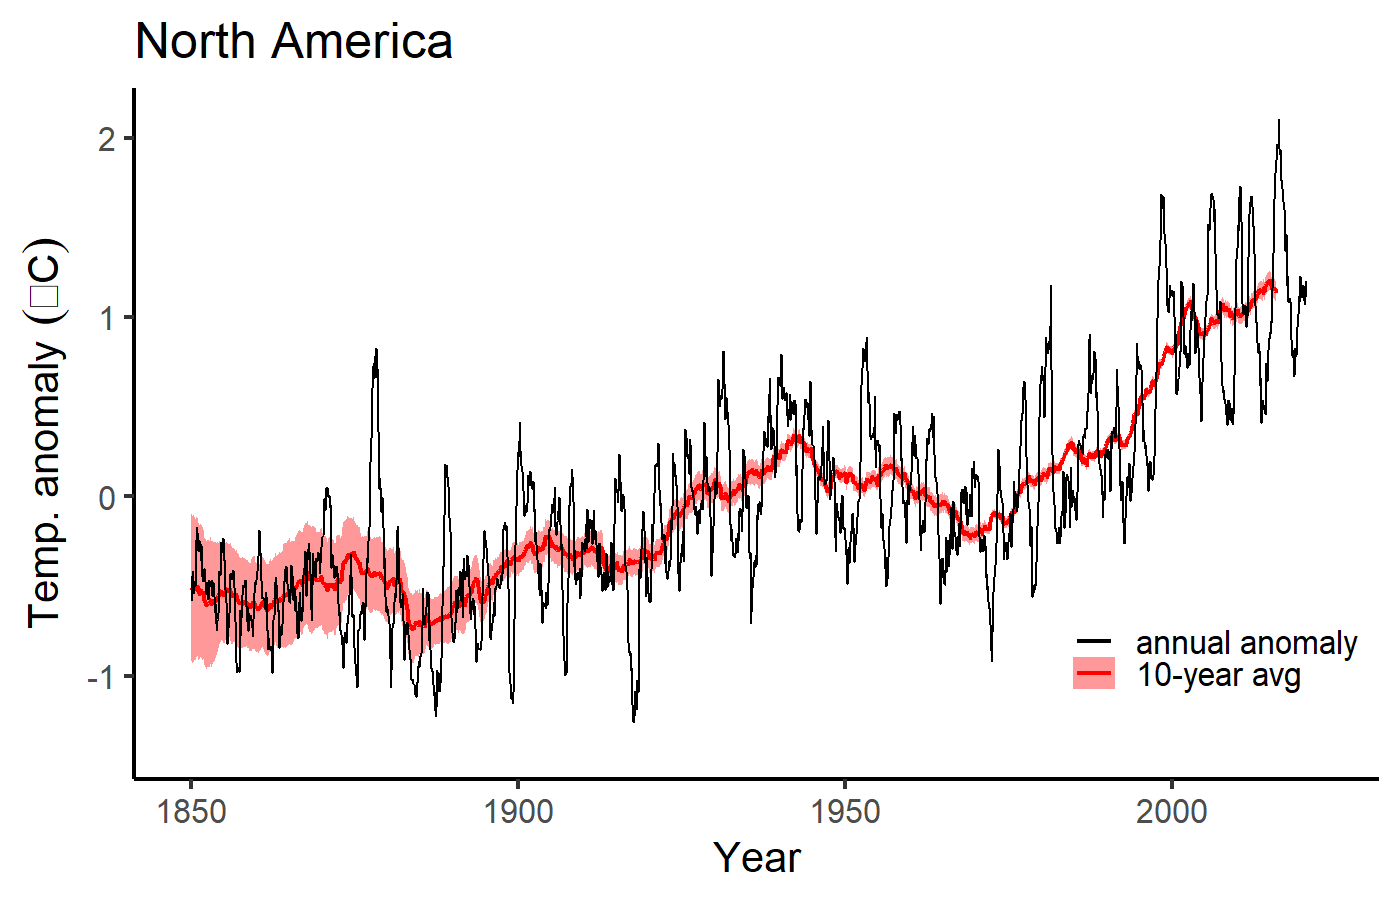 North America
Temp. anomaly (□C)
2
1
0
-1
annual anomaly
10-year avg
1850 1900 1950 2000
Year